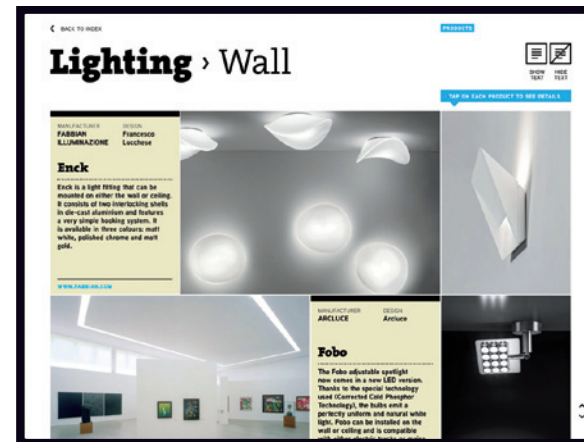 BACK TO INDEX
PRODUCTS
Lighting › Wall
SHOW TEXT
HIDE TEXT
TAP ON EACH PRODUCT TO SEE DETAILS
MANUFACTURER
FABBIAN
ILLUMINAZIONE
DESIGN
Francesco
Lucchese
Enck
Enck is a light fitting that can be
mounted on either the wall or ceiling.
It consists of two interlocking shells
in die-cast aluminium and features
a very simple hooking system. It
is available in three colours: matt
white, polished chrome and matt
gold.
WWW.FABBIAN.COM
MANUFACTURER
ARCLUCE
DESIGN
Arcluce
Fobo
The Fobo adjustable spotlight
now comes in a new LED version.
Thanks to the special technology
used (Corrected Cold Phosphor
Technology), the bulbs emit a
perfectly uniform and natural white
light. Fobo can be installed on the
wall or ceiling and is compatible
with either electric tracks or